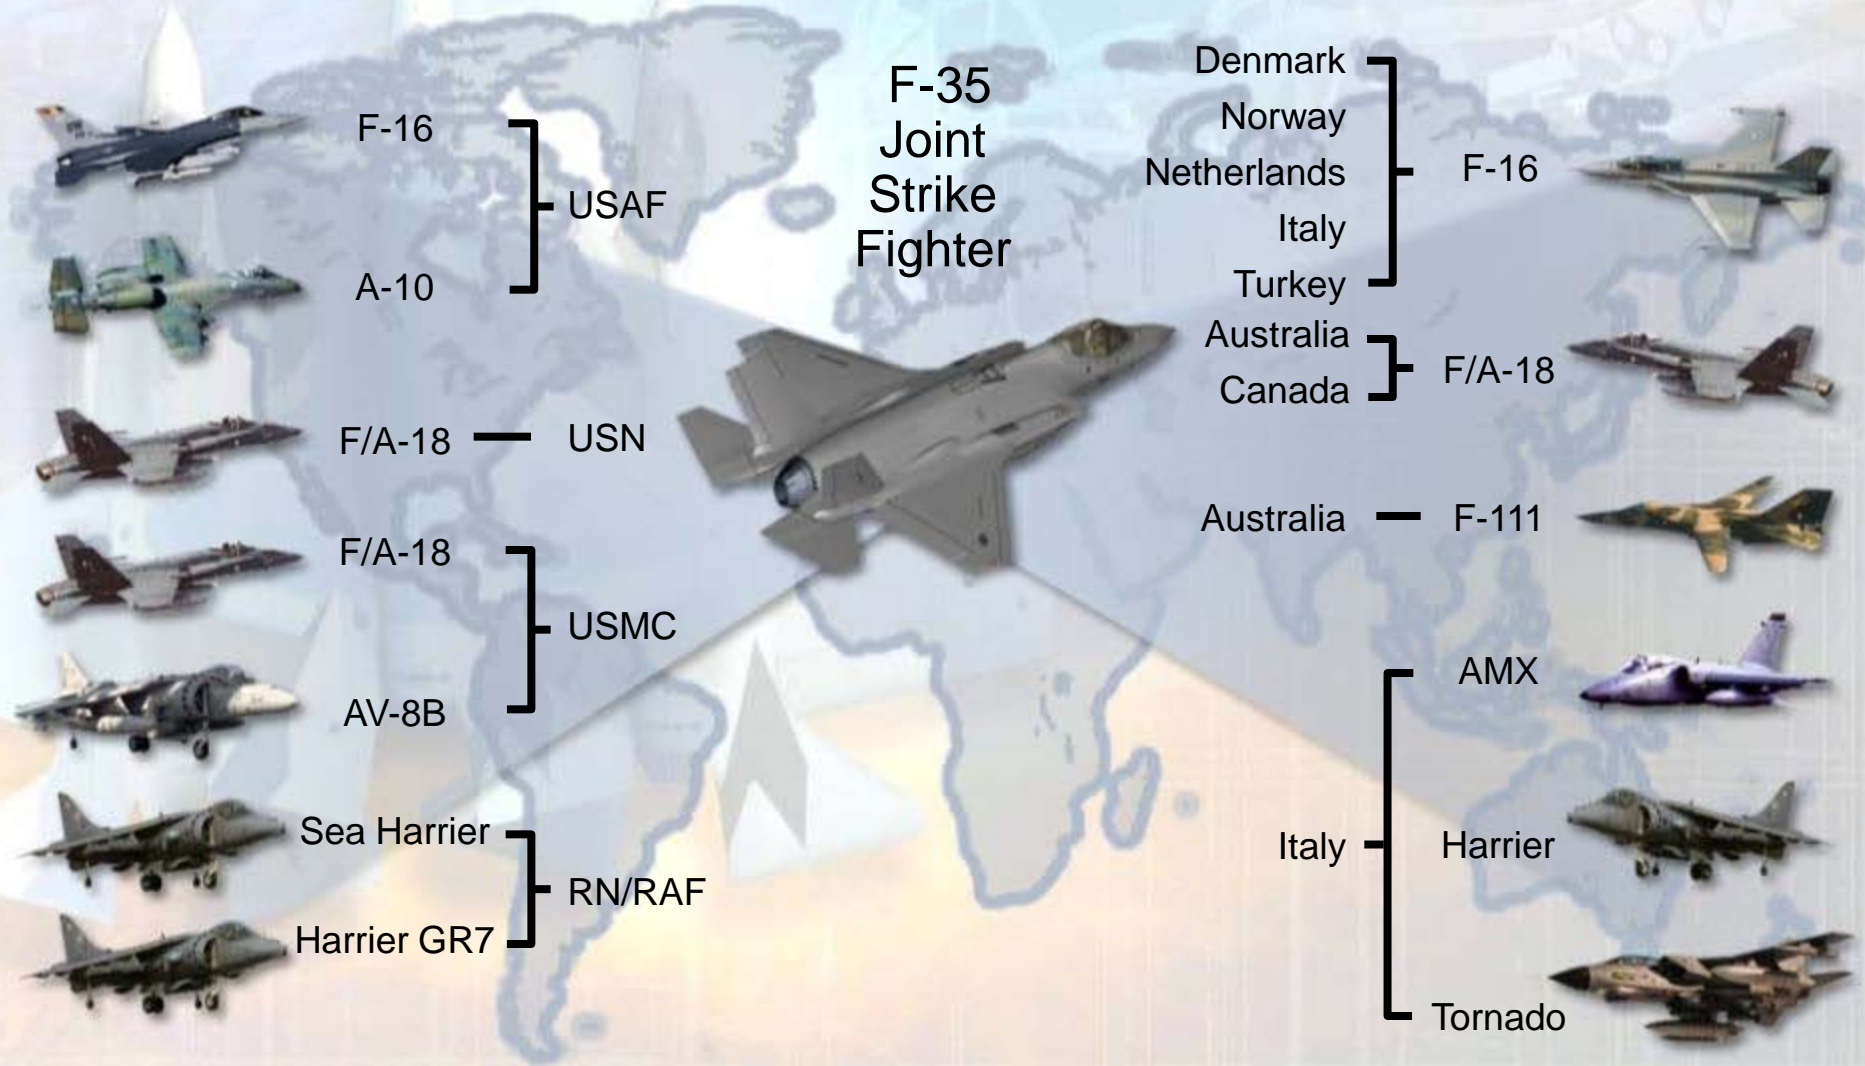 F-35
Joint
Strike
Fighter
F-16
A-10
USAF
F/A-18
USN
F/A-18
AV-8B
USMC
Sea Harrier
Harrier GR7
RN/RAF
Denmark
Norway
Netherlands
Italy
Turkey
F-16
Australia
Canada
F/A-18
Australia
F-111
Italy
AMX
Harrier
Tornado